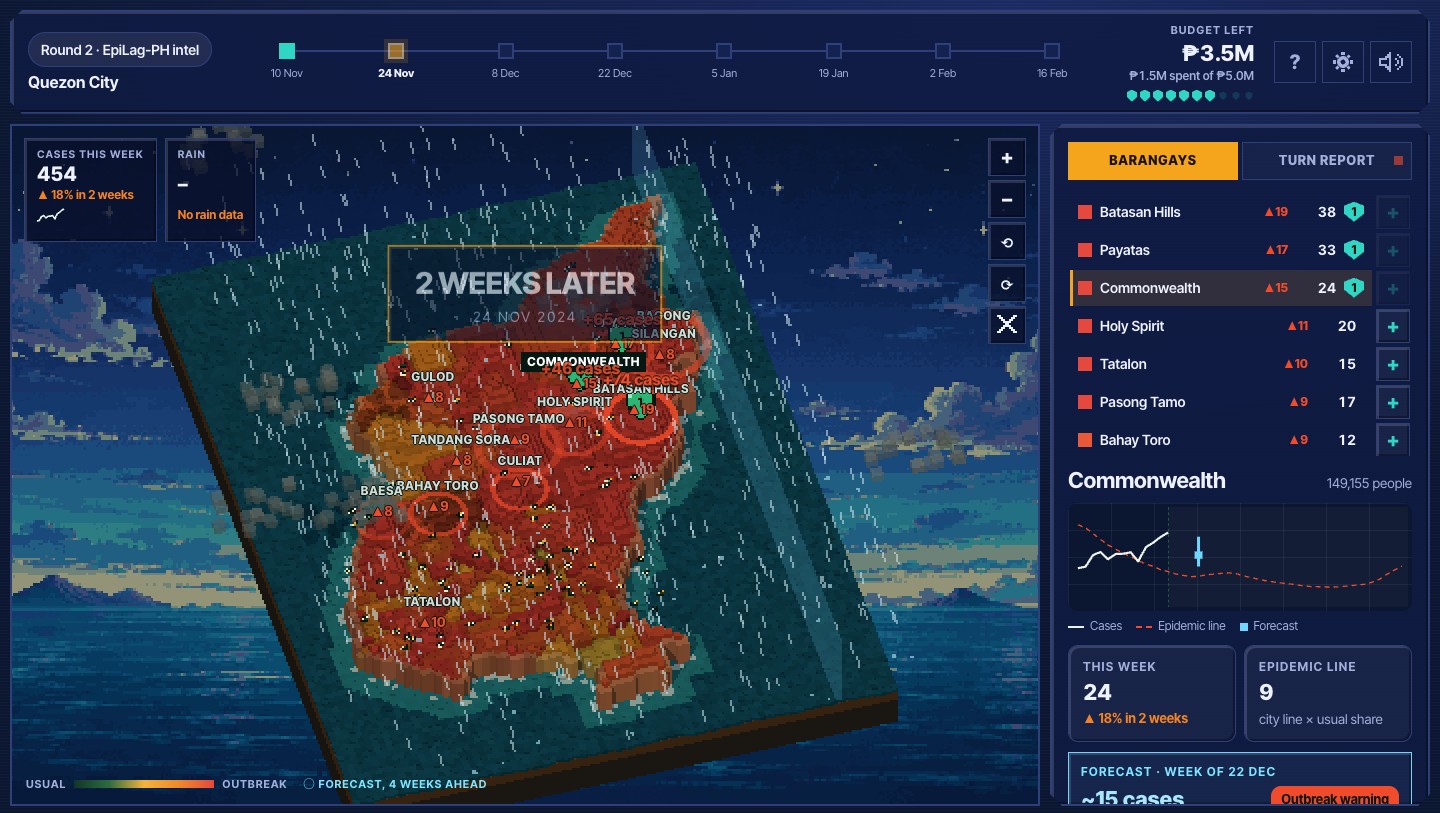 Round 2 · EpiLag-PH intel
Quezon City
10 Nov
24 Nov
8 Dec
22 Dec
5 Jan
19 Jan
2 Feb
16 Feb
BUDGET LEFT
₱3.5M
₱1.5M spent of ₱5.0M
?
CASES THIS WEEK
454
▲ 18% in 2 weeks
RAIN
–
No rain data
+
−
2 WEEKS LATER
24 NOV 2024
+65 cases
BAGONG
SILANGAN
▲8
COMMONWEALTH
+46 cases
▲15
+74 cases
BATASAN HILLS
▲19
GULOD
▲8
HOLY SPIRIT
▲11
PASONG TAMO
▲9
TANDANG SORA
▲8
CULIAT
▲7
BAHAY TORO
▲9
BAESA
▲8
TATALON
▲10
USUAL
OUTBREAK
FORECAST, 4 WEEKS AHEAD
BARANGAYS
TURN REPORT
Batasan Hills ▲19 38 1 +
Payatas ▲17 33 1 +
Commonwealth ▲15 24 1 +
Holy Spirit ▲11 20 +
Tatalon ▲10 15 +
Pasong Tamo ▲9 17 +
Bahay Toro ▲9 12 +
Commonwealth
149,155 people
Cases
Epidemic line
Forecast
THIS WEEK
24
▲ 18% in 2 weeks
EPIDEMIC LINE
9
city line × usual share
FORECAST · WEEK OF 22 DEC
~15 cases
Outbreak warning